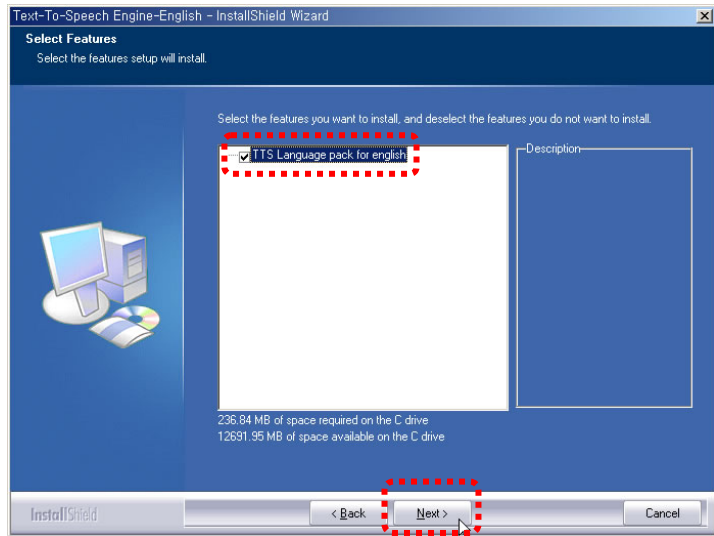 Text-To-Speech Engine-English - InstallShield Wizard
Select Features
Select the features setup will install.
Select the features you want to install, and deselect the features you do not want to install.
TTS Language pack for english
Description
236.84 MB of space required on the C drive
12691.95 MB of space available on the C drive
InstallShield
< Back
Next >
Cancel